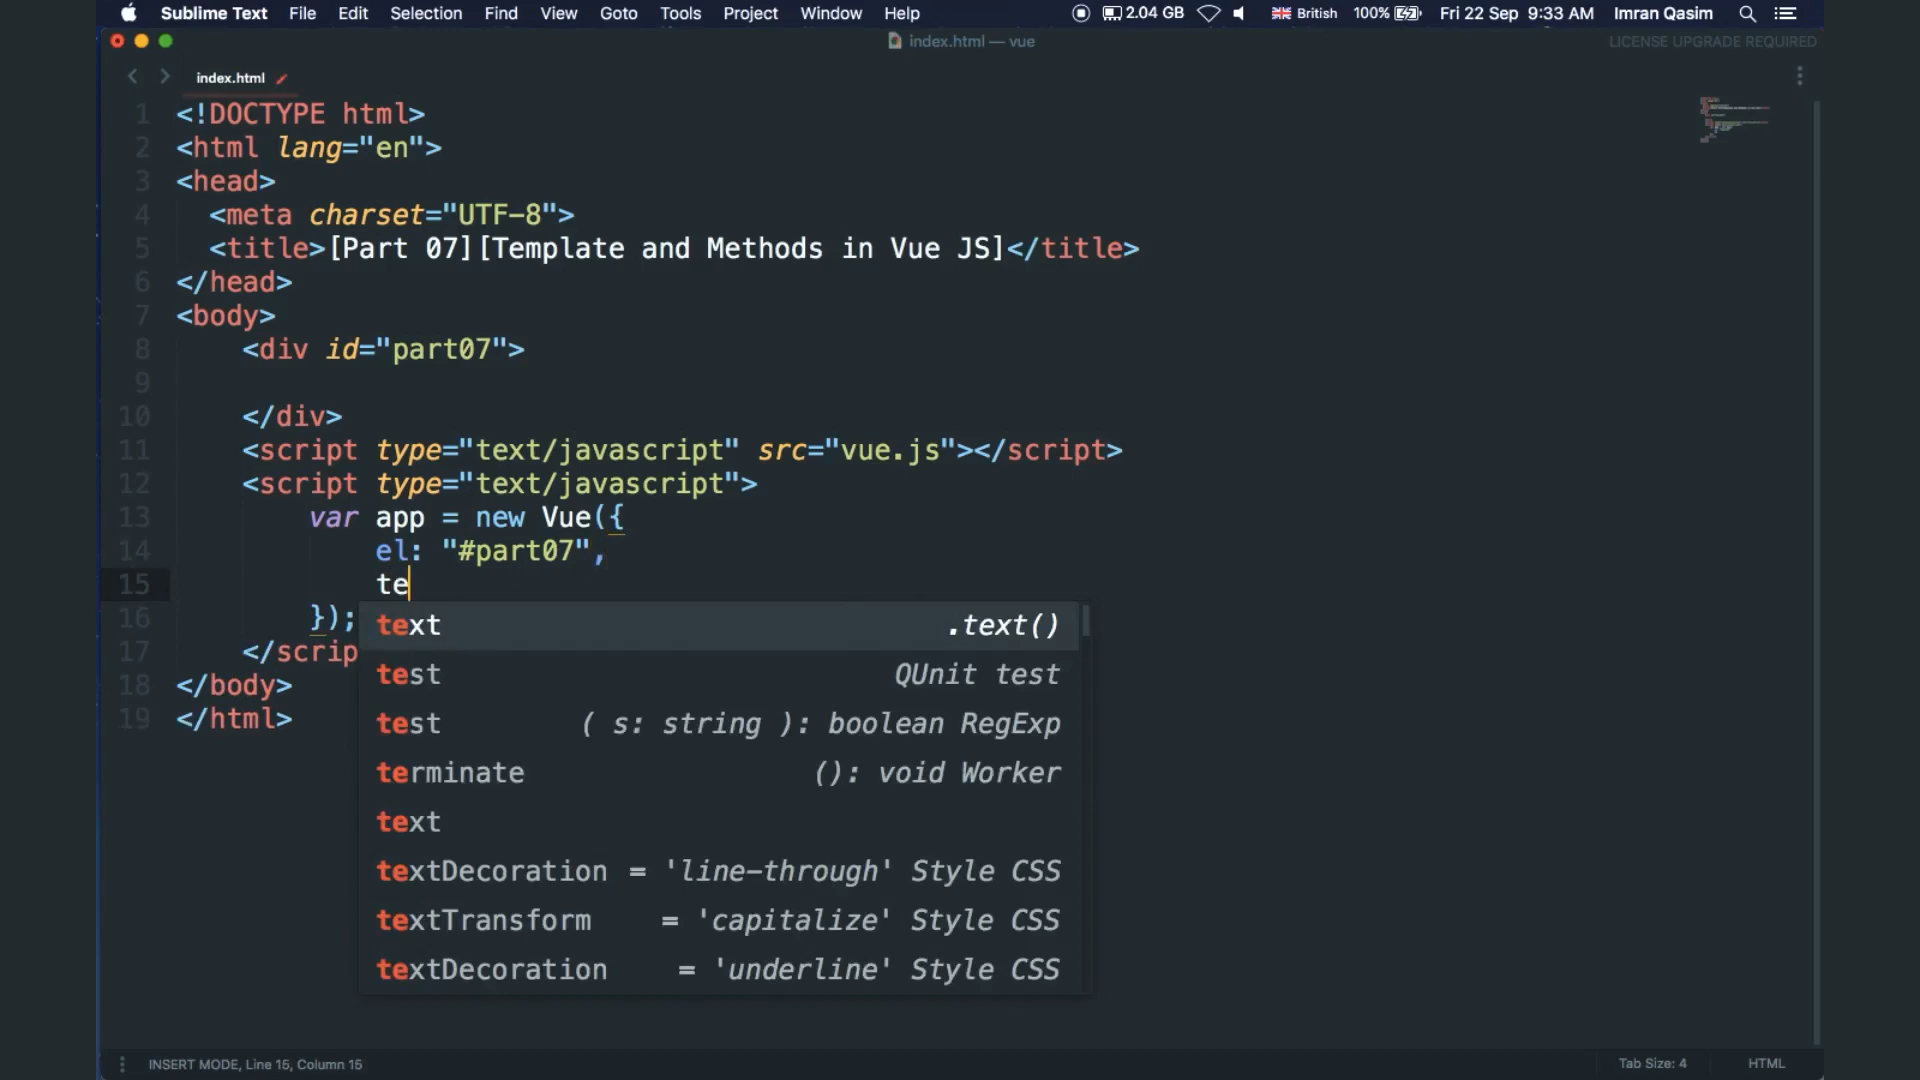 Sublime Text File Edit Selection Find View Goto Tools Project Window Help 2.04 GB British 100% Fri 22 Sep 9:33 AM Imran Qasim
index.html — vue LICENSE UPGRADE REQUIRED
index.html
1 <!DOCTYPE html>
2 <html lang="en">
3 <head>
4 <meta charset="UTF-8">
5 <title>[Part 07][Template and Methods in Vue JS]</title>
6 </head>
7 <body>
8 <div id="part07">
9
10 </div>
11 <script type="text/javascript" src="vue.js"></script>
12 <script type="text/javascript">
13 var app = new Vue({
14 el: "#part07",
15 te
16 });
17 </scrip
18 </body>
19 </html>
text .text()
test QUnit test
test ( s: string ): boolean RegExp
terminate (): void Worker
text
textDecoration = 'line-through' Style CSS
textTransform = 'capitalize' Style CSS
textDecoration = 'underline' Style CSS
INSERT MODE, Line 15, Column 15 Tab Size: 4 HTML